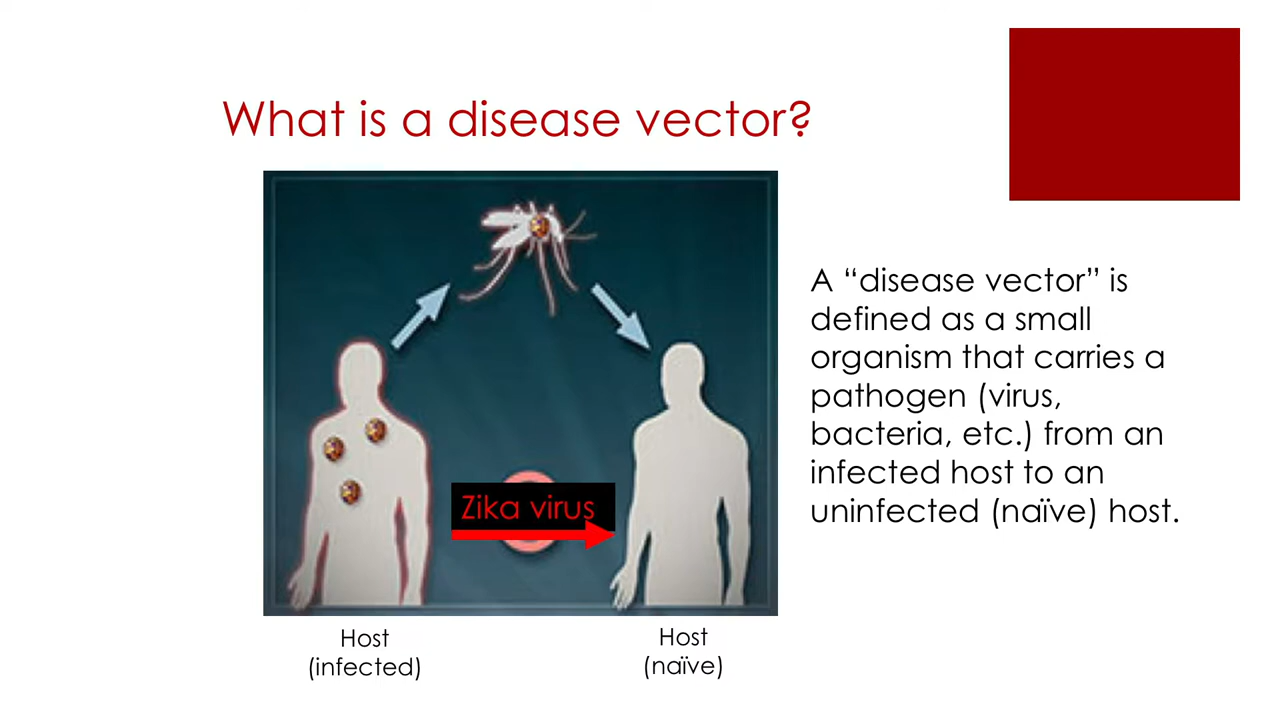 What is a disease vector?
A “disease vector” is
defined as a small
organism that carries a
pathogen (virus,
bacteria, etc.) from an
infected host to an
uninfected (naïve) host.
Zika virus
Host
(infected)
Host
(naïve)